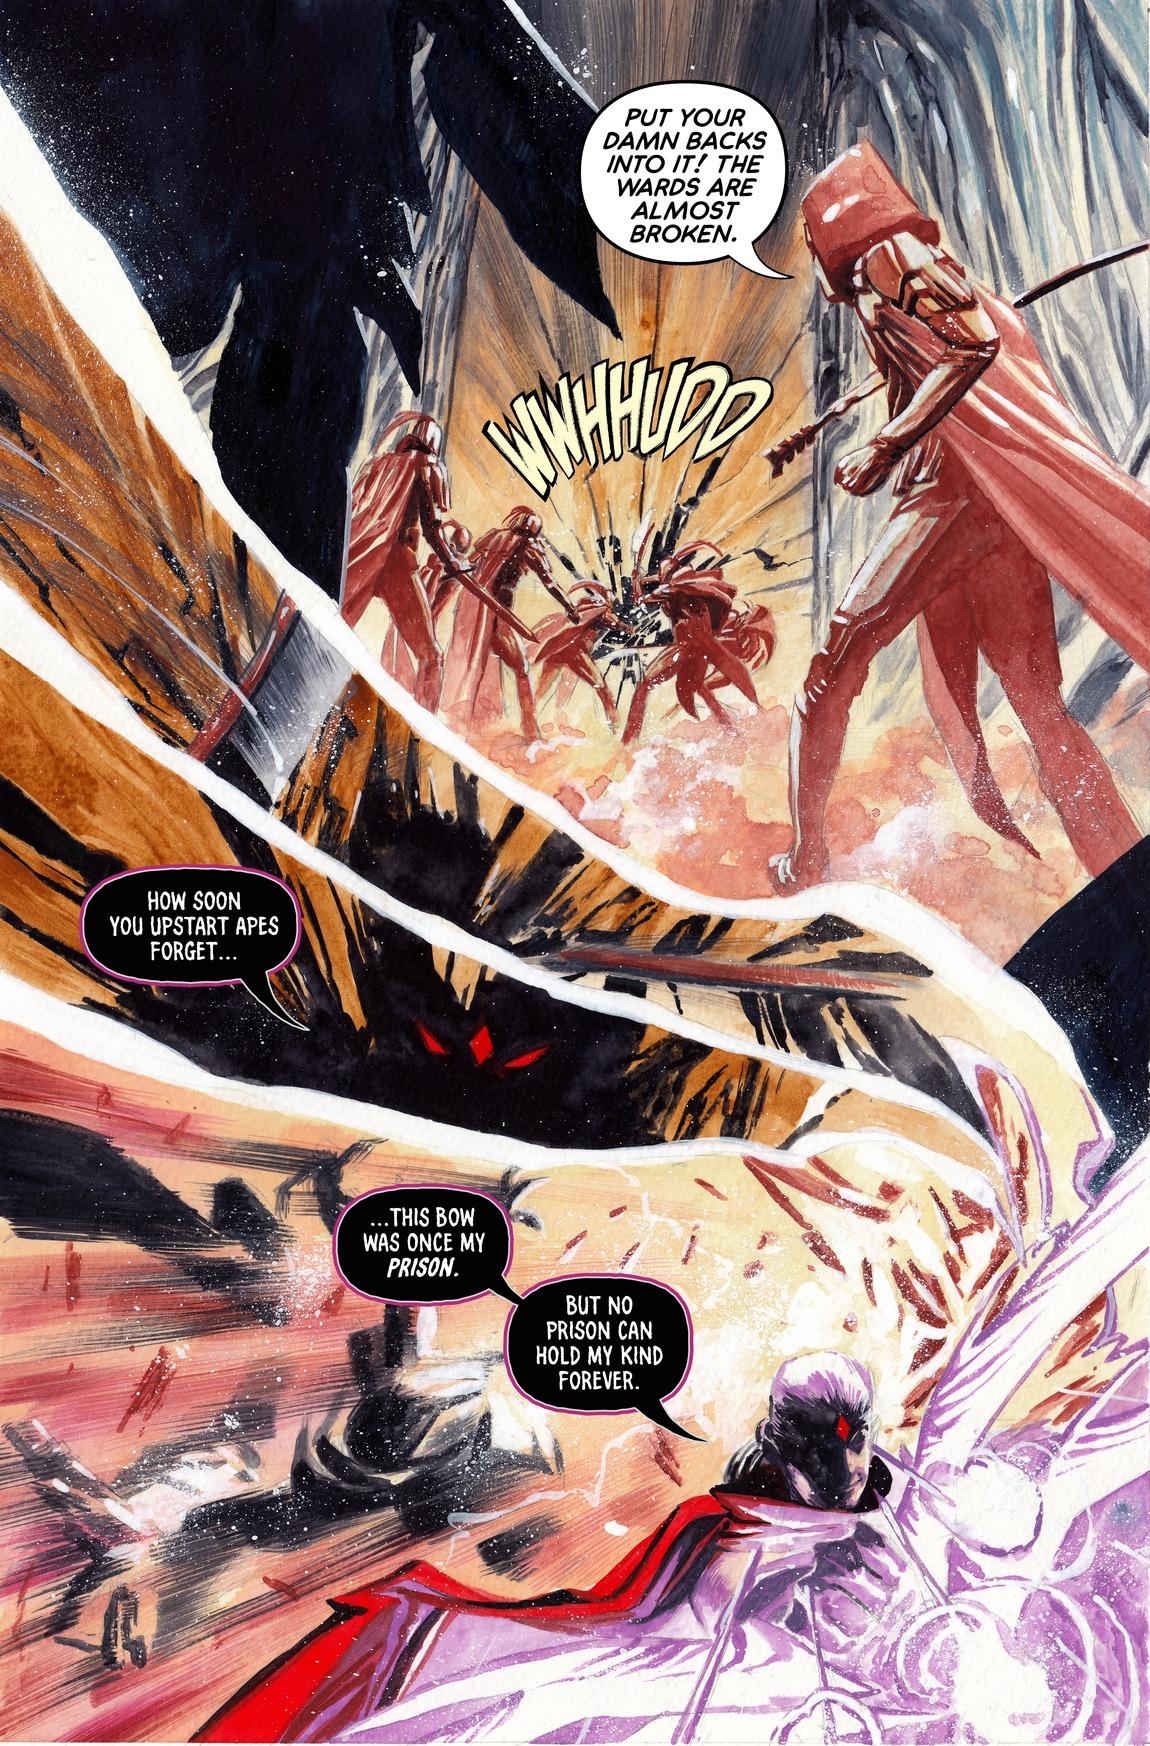 PUT YOUR
DAMN BACKS
INTO IT! THE
WARDS ARE
ALMOST
BROKEN.
WWHHUDD
HOW SOON
YOU UPSTART APES
FORGET...
...THIS BOW
WAS ONCE MY
PRISON.
BUT NO
PRISON CAN
HOLD MY KIND
FOREVER.